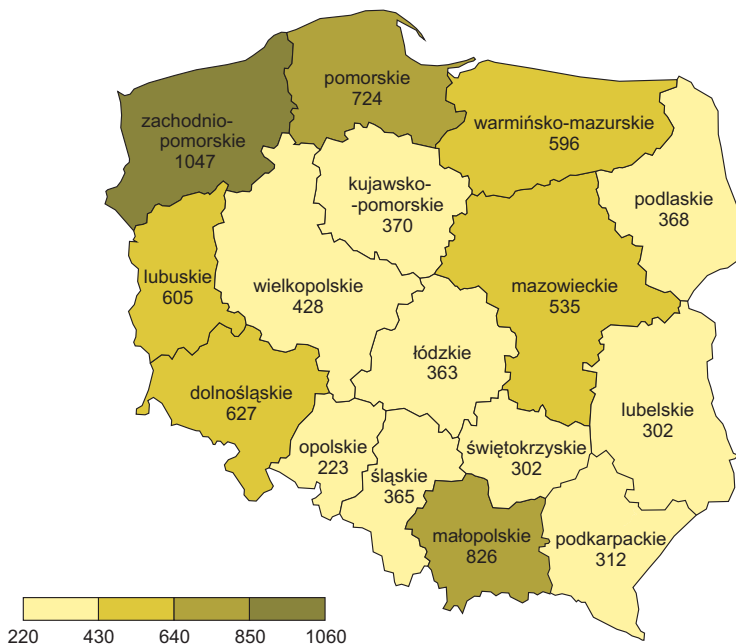 pomorskie
724
zachodnio-
pomorskie
1047
warmińsko-mazurskie
596
kujawsko-
-pomorskie
370
podlaskie
368
lubuskie
605
wielkopolskie
428
mazowieckie
535
łódzkie
363
dolnośląskie
627
lubelskie
302
opolskie
223
śląskie
365
świętokrzyskie
302
małopolskie
826
podkarpackie
312
220 430 640 850 1060